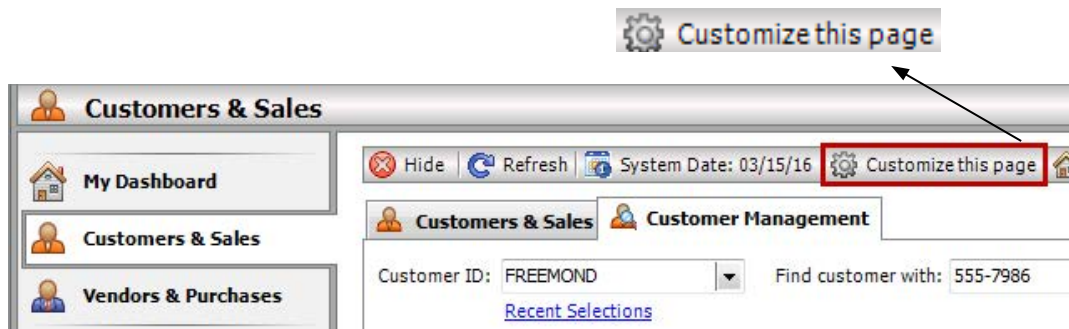 Customize this page
Customers & Sales
Hide Refresh System Date: 03/15/16 Customize this page
My Dashboard
Customers & Sales Customer Management
Customers & Sales
Customer ID: FREEMOND Find customer with: 555-7986
Vendors & Purchases
Recent Selections